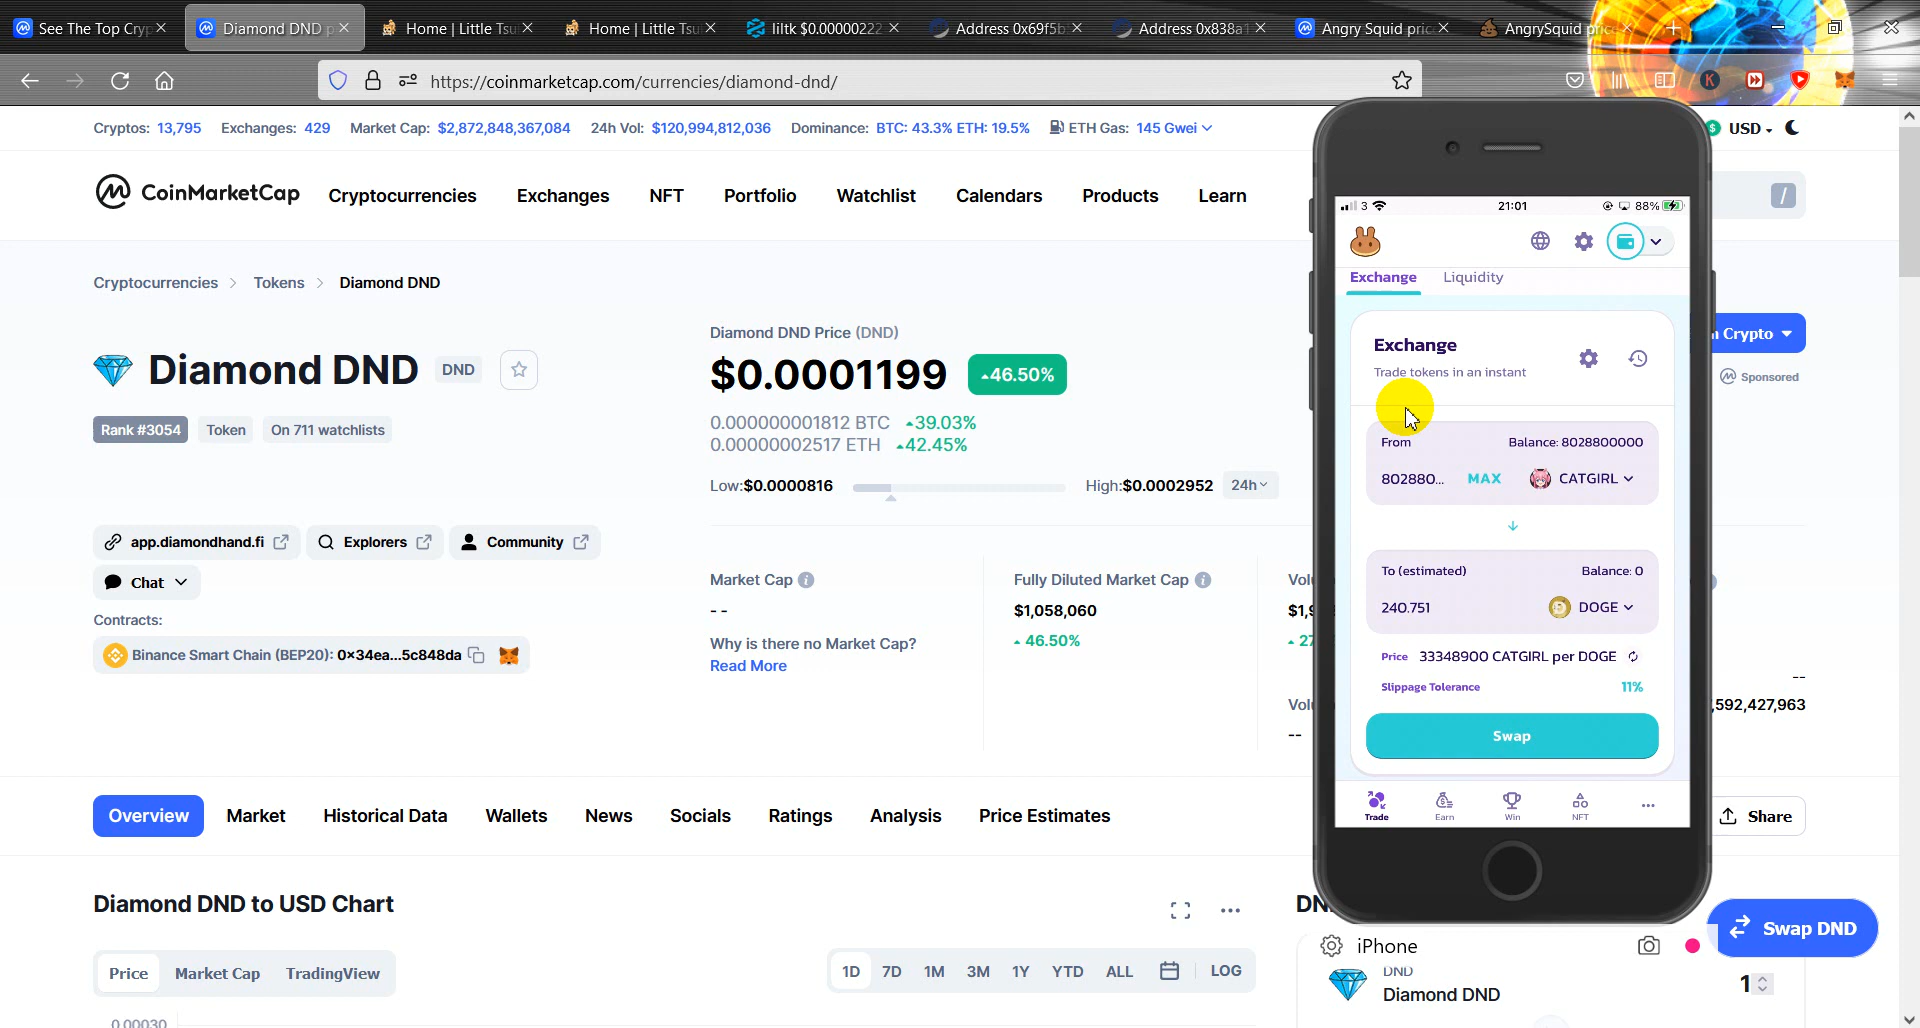 See The Top Cryp
Diamond DND p
Home | Little Tsu
Home | Little Tsu
liltk $0.00000222
Address 0x69f5b
Address 0x838a1
Angry Squid pric
AngrySquid pric
https://coinmarketcap.com/currencies/diamond-dnd/
Cryptos: 13,795 Exchanges: 429 Market Cap: $2,872,848,367,084 24h Vol: $120,994,812,036 Dominance: BTC: 43.3% ETH: 19.5% ETH Gas: 145 Gwei
USD
CoinMarketCap Cryptocurrencies Exchanges NFT Portfolio Watchlist Calendars Products Learn
/
Cryptocurrencies > Tokens > Diamond DND
Diamond DND DND
Rank #3054 Token On 711 watchlists
app.diamondhand.fi Explorers Community
Chat
Contracts:
Binance Smart Chain (BEP20): 0x34ea...5c848da
Diamond DND Price (DND)
$0.0001199 46.50%
0.000000001812 BTC 39.03%
0.00000002517 ETH 42.45%
Low:$0.0000816 High:$0.0002952 24h
Market Cap
- -
Why is there no Market Cap?
Read More
Fully Diluted Market Cap
$1,058,060
46.50%
Vol
$1,9
27
Vol
--
Crypto
Sponsored
--
,592,427,963
3 21:01 88%
Exchange Liquidity
Exchange
Trade tokens in an instant
From Balance: 8028800000
802880... MAX CATGIRL
To (estimated) Balance: 0
240.751 DOGE
Price 33348900 CATGIRL per DOGE
Slippage Tolerance 11%
Swap
Trade Earn Win NFT
iPhone
Overview Market Historical Data Wallets News Socials Ratings Analysis Price Estimates
Share
Diamond DND to USD Chart
Price Market Cap TradingView
1D 7D 1M 3M 1Y YTD ALL LOG
0.00030
DN
Swap DND
DND
Diamond DND
1